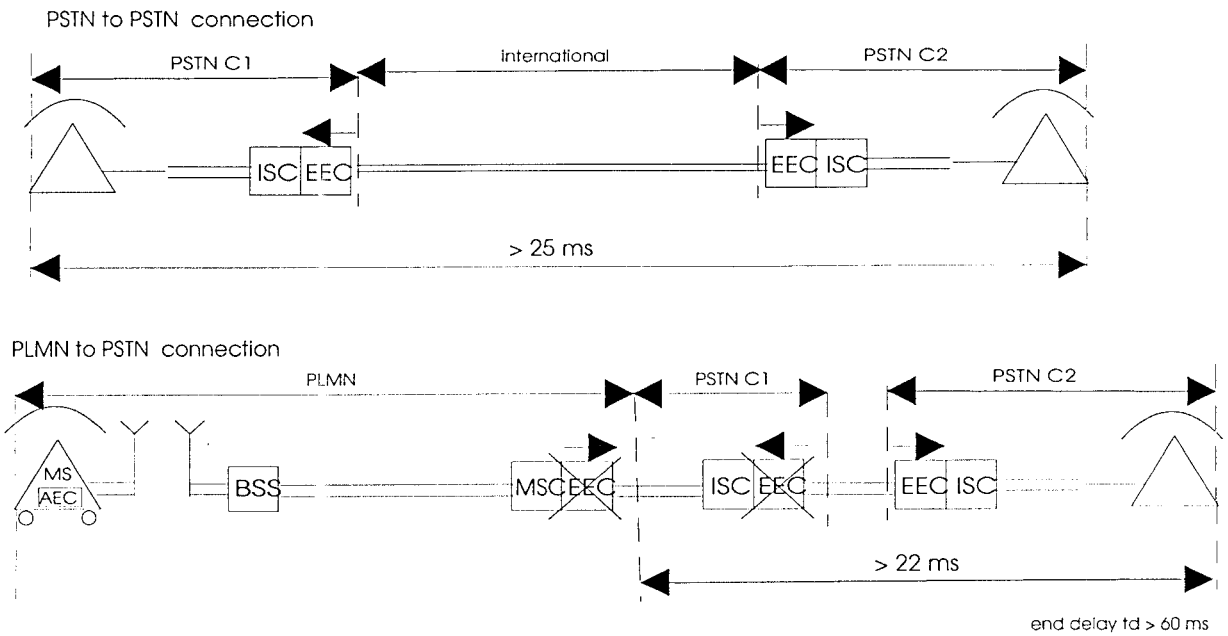 PSTN to PSTN connection
PSTN C1
international
PSTN C2
ISC EEC
EEC ISC
> 25 ms
PLMN to PSTN connection
PLMN
PSTN C1
PSTN C2
MS
AEC
BSS
MSC EEC
ISC EEC
EEC ISC
> 22 ms
end delay td > 60 ms